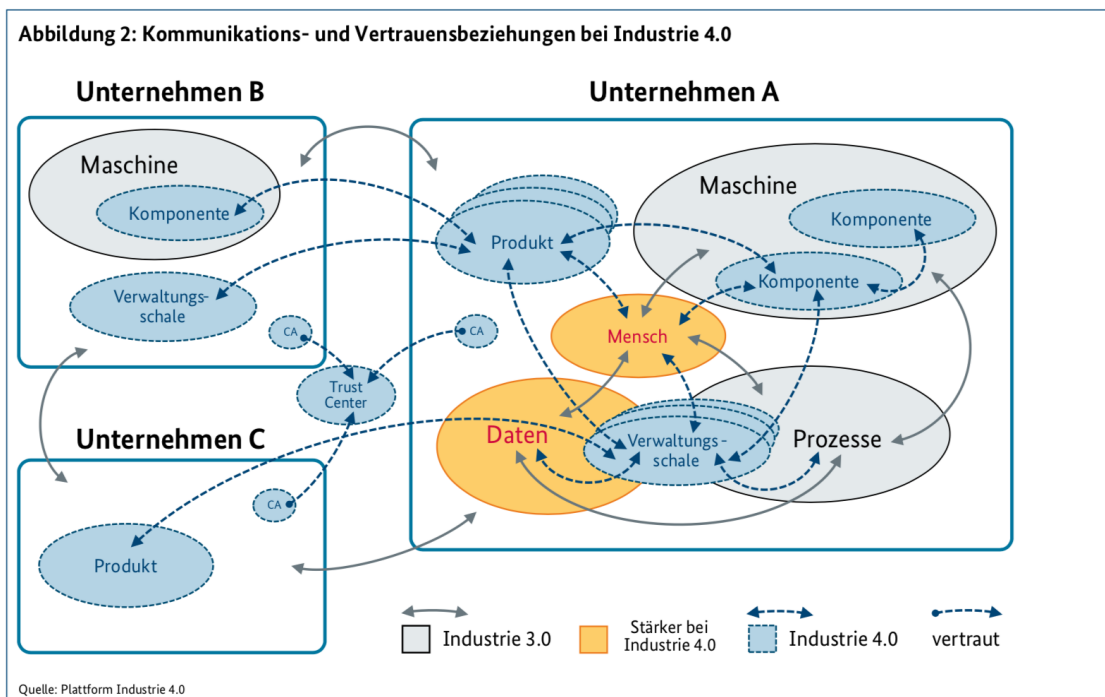 Abbildung 2: Kommunikations- und Vertrauensbeziehungen bei Industrie 4.0
Unternehmen B
Maschine
Komponente
Verwaltungs-
schale
CA
Trust
Center
CA
Unternehmen C
CA
Produkt
Unternehmen A
Produkt
Maschine
Komponente
Komponente
Mensch
Daten
Verwaltungs-
schale
Prozesse
Industrie 3.0
Stärker bei
Industrie 4.0
Industrie 4.0
vertraut
Quelle: Plattform Industrie 4.0